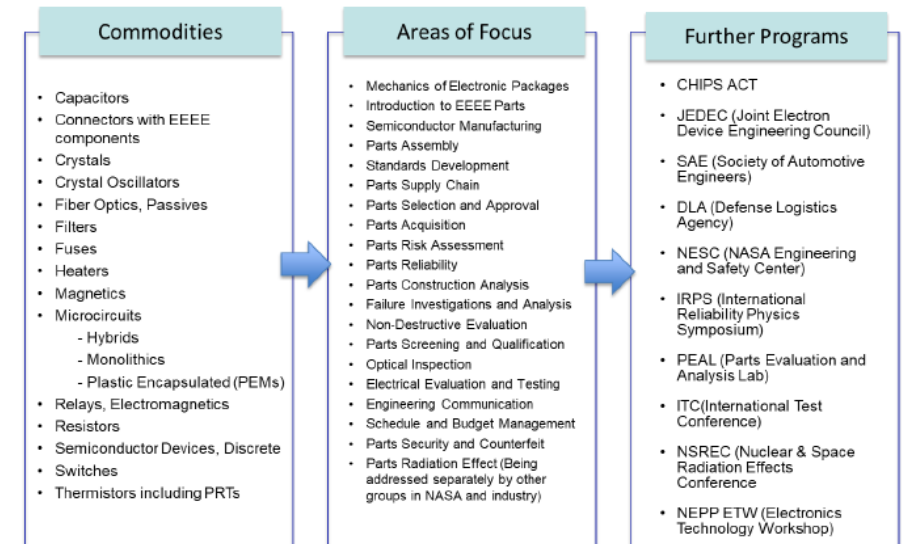 Commodities
• Capacitors
• Connectors with EEEE
components
• Crystals
• Crystal Oscillators
• Fiber Optics, Passives
• Filters
• Fuses
• Heaters
• Magnetics
• Microcircuits
- Hybrids
- Monolithics
- Plastic Encapsulated (PEMs)
• Relays, Electromagnetics
• Resistors
• Semiconductor Devices, Discrete
• Switches
• Thermistors including PRTs
Areas of Focus
• Mechanics of Electronic Packages
• Introduction to EEEE Parts
• Semiconductor Manufacturing
• Parts Assembly
• Standards Development
• Parts Supply Chain
• Parts Selection and Approval
• Parts Acquisition
• Parts Risk Assessment
• Parts Reliability
• Parts Construction Analysis
• Failure Investigations and Analysis
• Non-Destructive Evaluation
• Parts Screening and Qualification
• Optical Inspection
• Electrical Evaluation and Testing
• Engineering Communication
• Schedule and Budget Management
• Parts Security and Counterfeit
• Parts Radiation Effect (Being
addressed separately by other
groups in NASA and industry)
Further Programs
• CHIPS ACT
• JEDEC (Joint Electron
Device Engineering Council)
• SAE (Society of Automotive
Engineers)
• DLA (Defense Logistics
Agency)
• NESC (NASA Engineering
and Safety Center)
• IRPS (International
Reliability Physics
Symposium)
• PEAL (Parts Evaluation and
Analysis Lab)
• ITC(International Test
Conference)
• NSREC (Nuclear & Space
Radiation Effects
Conference
• NEPP ETW (Electronics
Technology Workshop)